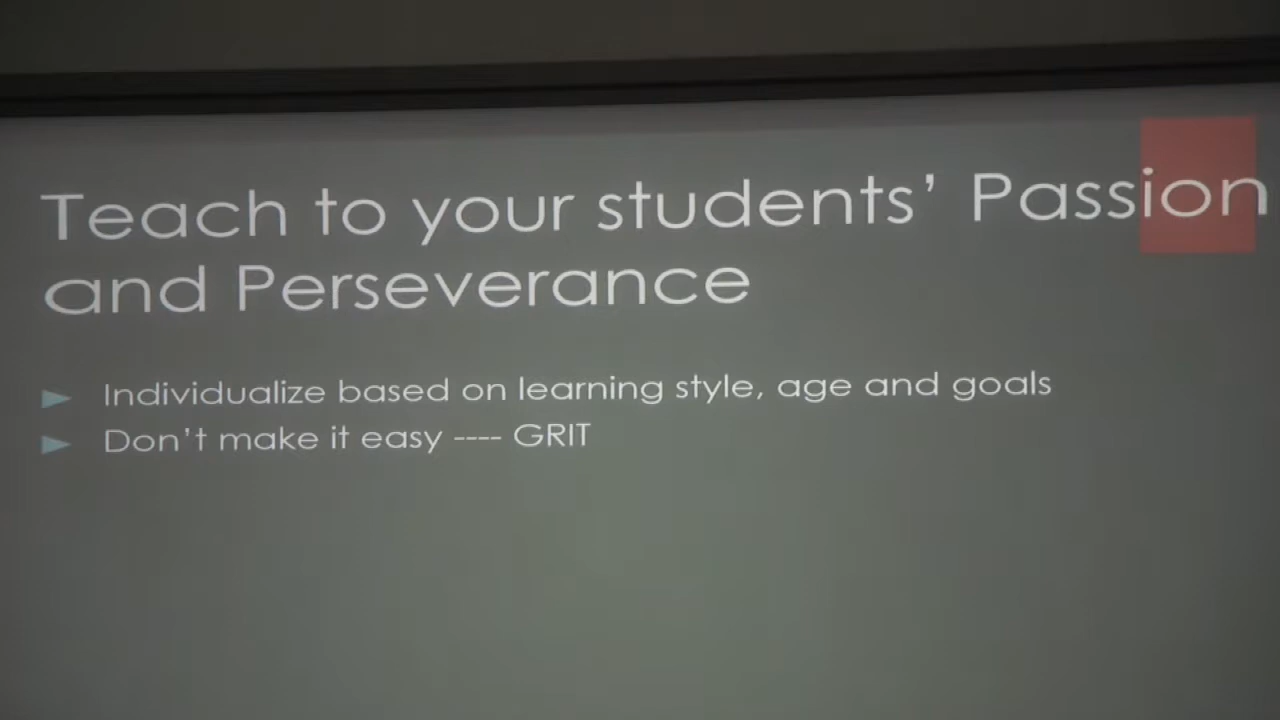 Teach to your students’ Passion
and Perseverance
Individualize based on learning style, age and goals
Don’t make it easy ---- GRIT